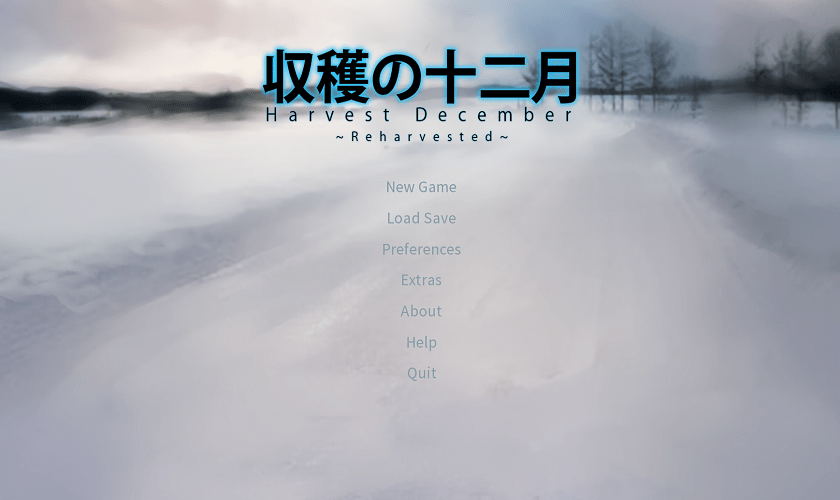 収穫の十二月
Harvest December
~Reharvested~
New Game
Load Save
Preferences
Extras
About
Help
Quit